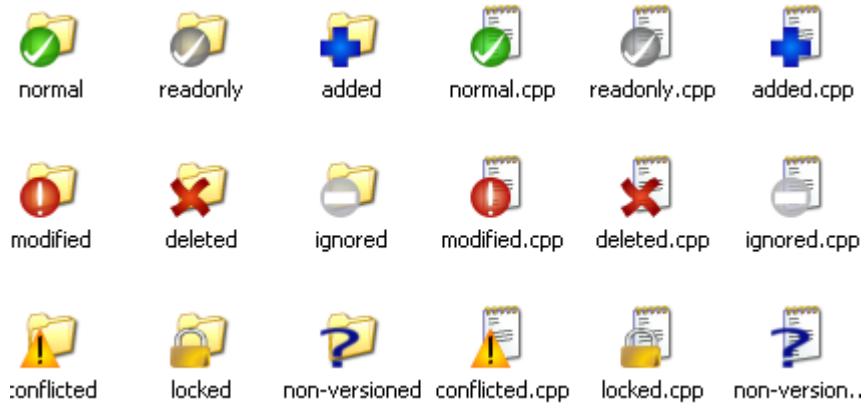 normal readonly added normal.cpp readonly.cpp added.cpp
modified deleted ignored modified.cpp deleted.cpp ignored.cpp
conflicted locked non-versioned conflicted.cpp locked.cpp non-version..